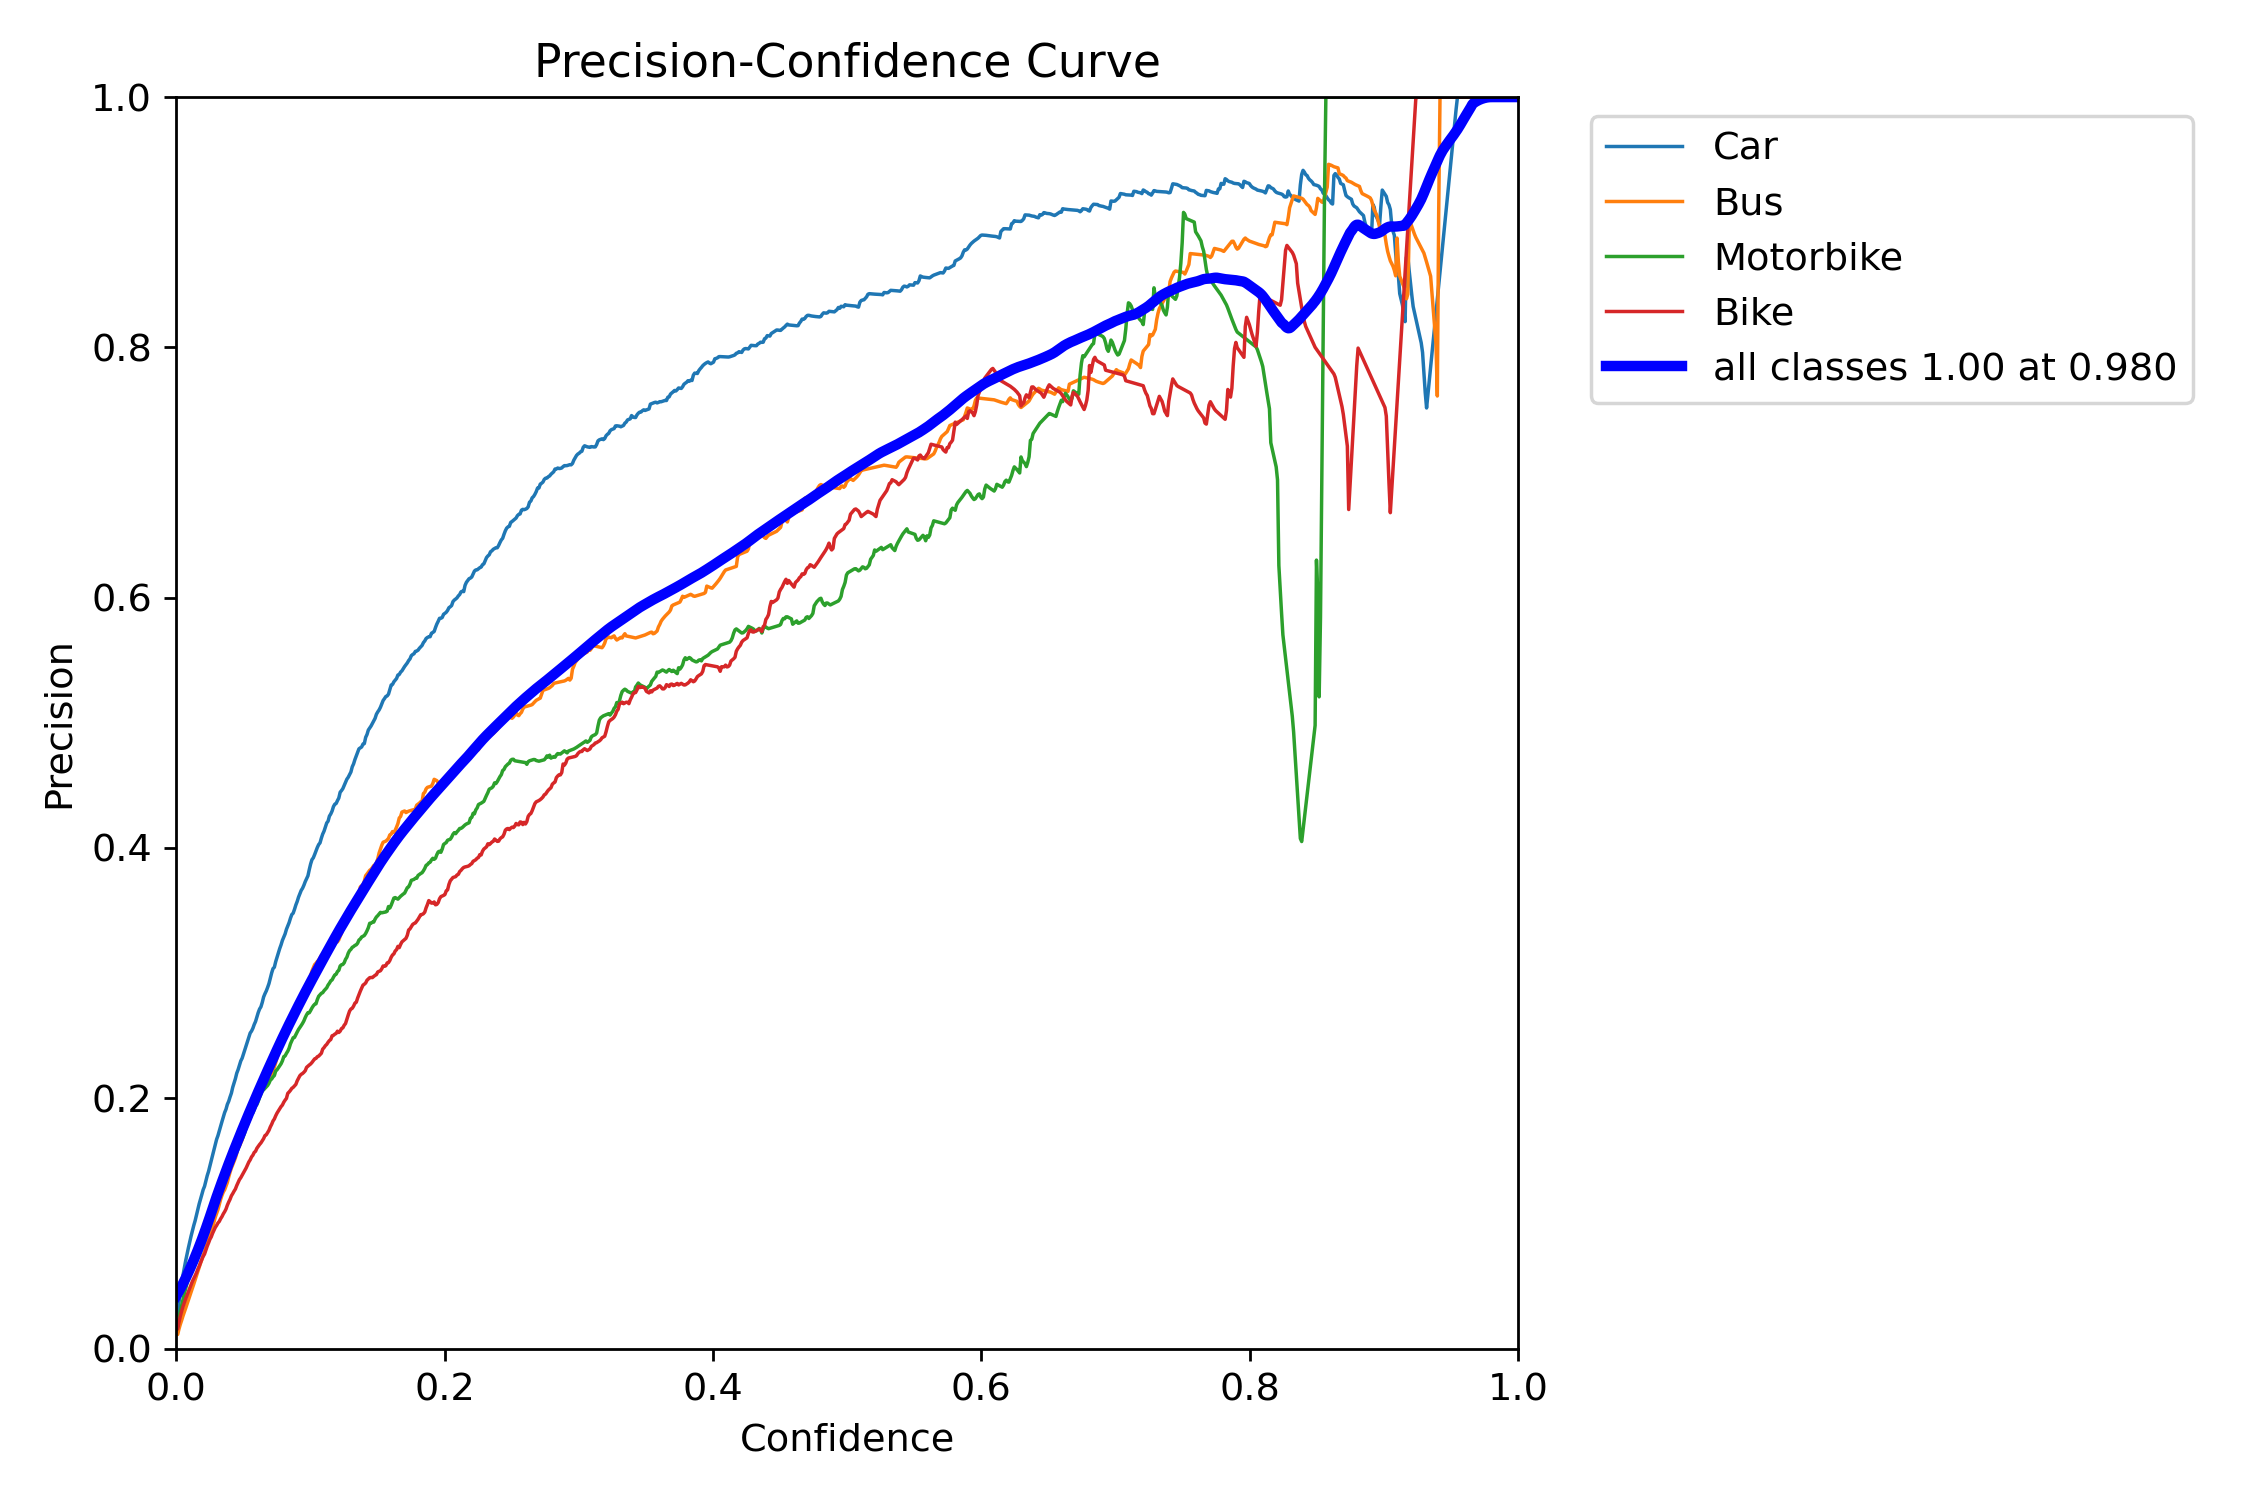 Precision-Confidence Curve
1.0
0.8
0.6
0.4
0.2
0.0
Precision
0.0 0.2 0.4 0.6 0.8 1.0
Confidence
Car
Bus
Motorbike
Bike
all classes 1.00 at 0.980